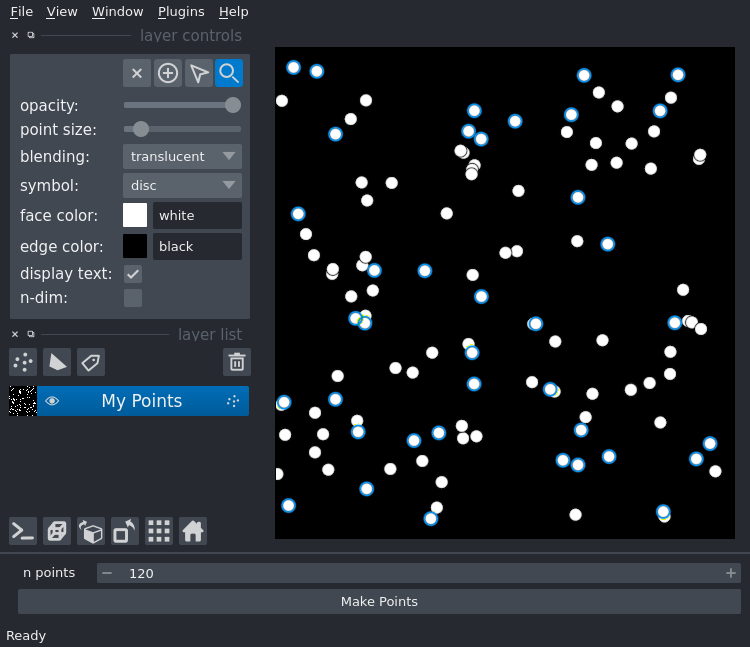 File View Window Plugins Help
layer controls
opacity:
point size:
blending: translucent
symbol: disc
face color: white
edge color: black
display text:
n-dim:
layer list
My Points
n points 120
Make Points
Ready